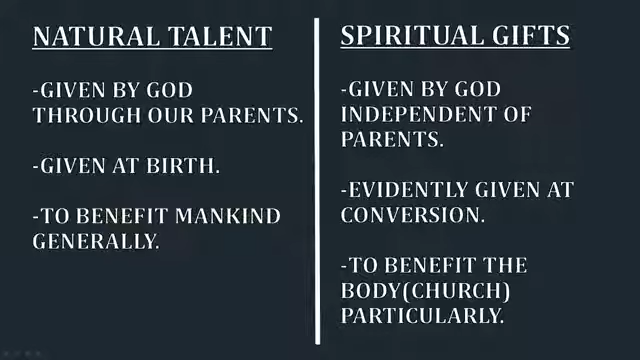 NATURAL TALENT
-GIVEN BY GOD
THROUGH OUR PARENTS.
-GIVEN AT BIRTH.
-TO BENEFIT MANKIND
GENERALLY.
SPIRITUAL GIFTS
-GIVEN BY GOD
INDEPENDENT OF
PARENTS.
-EVIDENTLY GIVEN AT
CONVERSION.
-TO BENEFIT THE
BODY(CHURCH)
PARTICULARLY.